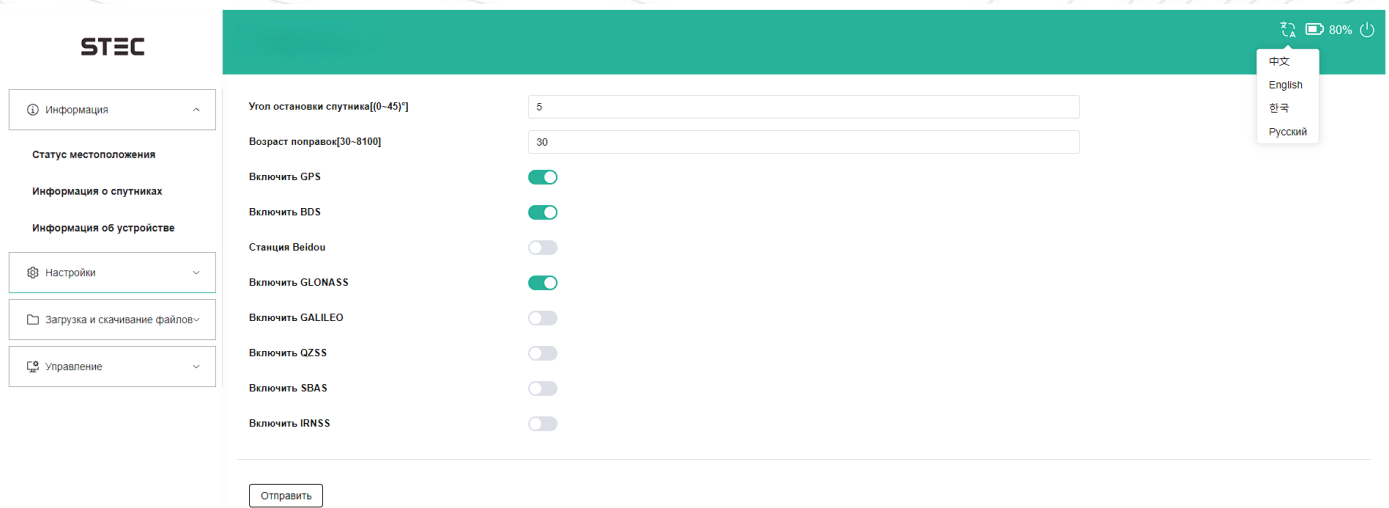 STEC
80%
中文
English
한국
Русский
Информация
Статус местоположения
Информация о спутниках
Информация об устройстве
Настройки
Загрузка и скачивание файлов
Управление
Угол остановки спутника[(0~45)°]
5
Возраст поправок[30~8100]
30
Включить GPS
Включить BDS
Станция Beidou
Включить GLONASS
Включить GALILEO
Включить QZSS
Включить SBAS
Включить IRNSS
Отправить